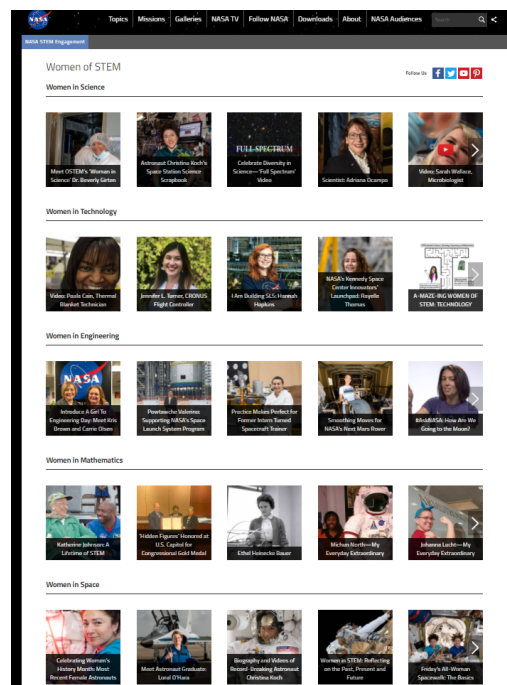 NASA
Topics Missions Galleries NASA TV Follow NASA Downloads About NASA Audiences Search
NASA STEM Engagement
Women of STEM
Follow Us
Women in Science
Meet OSTEM's 'Woman in
Science' Dr. Beverly Girten
Astronaut Christina Koch's
Space Station Science
Scrapbook
FULL SPECTRUM
Celebrate Diversity in
Science—'Full Spectrum'
Video
Scientist: Adriana Ocampo
Video: Sarah Wallace,
Microbiologist
Women in Technology
Video: Paula Cain, Thermal
Blanket Technician
Jennifer L. Turner, CRONUS
Flight Controller
I Am Building SLS: Hannah
Hopkins
NASA's Kennedy Space
Center Innovators'
Launchpad: Roynelle
Thomas
A-MAZE-ING WOMEN OF
STEM: TECHNOLOGY
Women in Engineering
NASA
Introduce A Girl To
Engineering Day: Meet Kris
Brown and Carrie Olsen
Powtawche Valerino:
Supporting NASA's Space
Launch System Program
Practice Makes Perfect for
Former Intern Turned
Spacecraft Trainer
Smoothing Moves for
NASA's Next Mars Rover
#AskNASA: How Are We
Going to the Moon?
Women in Mathematics
Katherine Johnson: A
Lifetime of STEM
'Hidden Figures' Honored at
U.S. Capitol for
Congressional Gold Medal
Ethel Heinecke Bauer
Michan North—My
Everyday Extraordinary
Johanna Lucht—My
Everyday Extraordinary
Women in Space
Celebrating Women's
History Month: Most
Recent Female Astronauts
Meet Astronaut Graduate:
Loral O'Hara
Biography and Videos of
Record-Breaking Astronaut
Christina Koch
Women in STEM: Reflecting
on the Past, Present and
Future
Friday's All-Woman
Spacewalk: The Basics